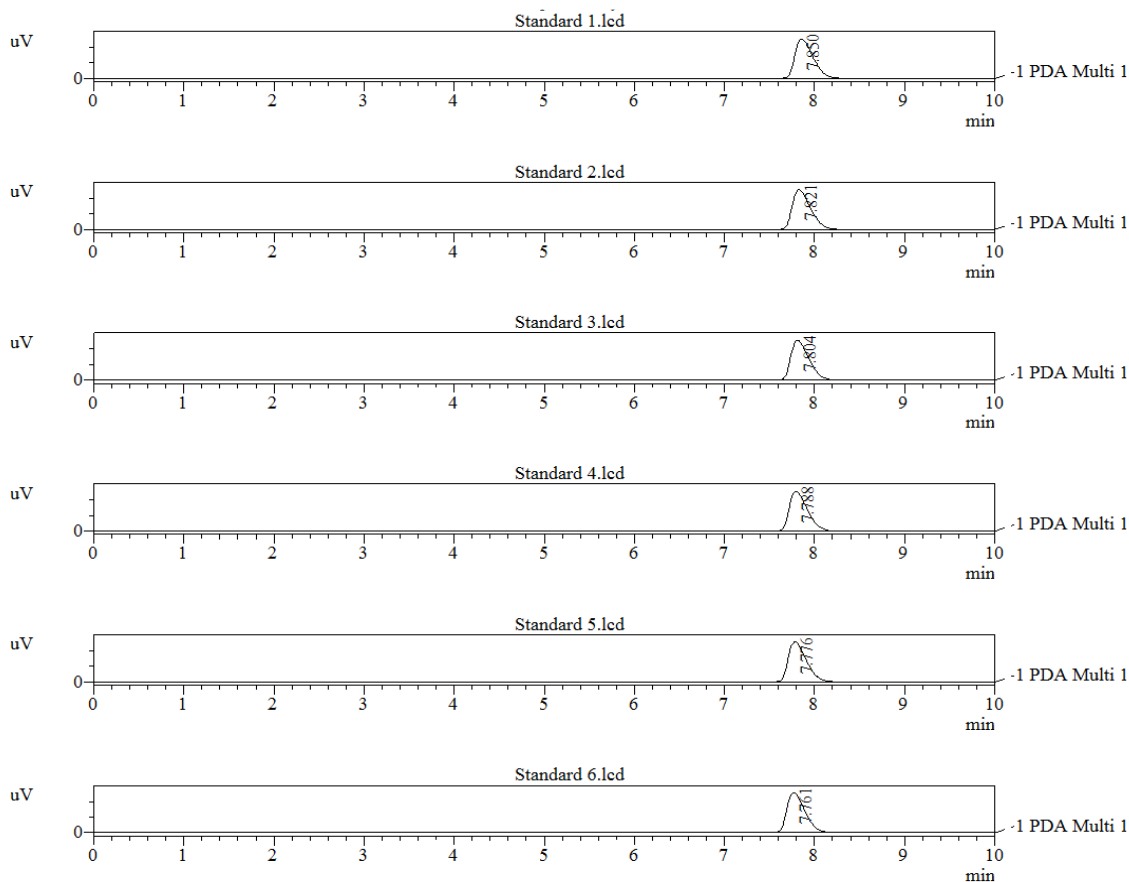 Standard 1.lcd
uV
7.850
0
-1 PDA Multi 1
0 1 2 3 4 5 6 7 8 9 10
min
Standard 2.lcd
uV
7.821
0
-1 PDA Multi 1
0 1 2 3 4 5 6 7 8 9 10
min
Standard 3.lcd
uV
7.804
0
-1 PDA Multi 1
0 1 2 3 4 5 6 7 8 9 10
min
Standard 4.lcd
uV
7.788
0
-1 PDA Multi 1
0 1 2 3 4 5 6 7 8 9 10
min
Standard 5.lcd
uV
7.776
0
-1 PDA Multi 1
0 1 2 3 4 5 6 7 8 9 10
min
Standard 6.lcd
uV
7.761
0
-1 PDA Multi 1
0 1 2 3 4 5 6 7 8 9 10
min